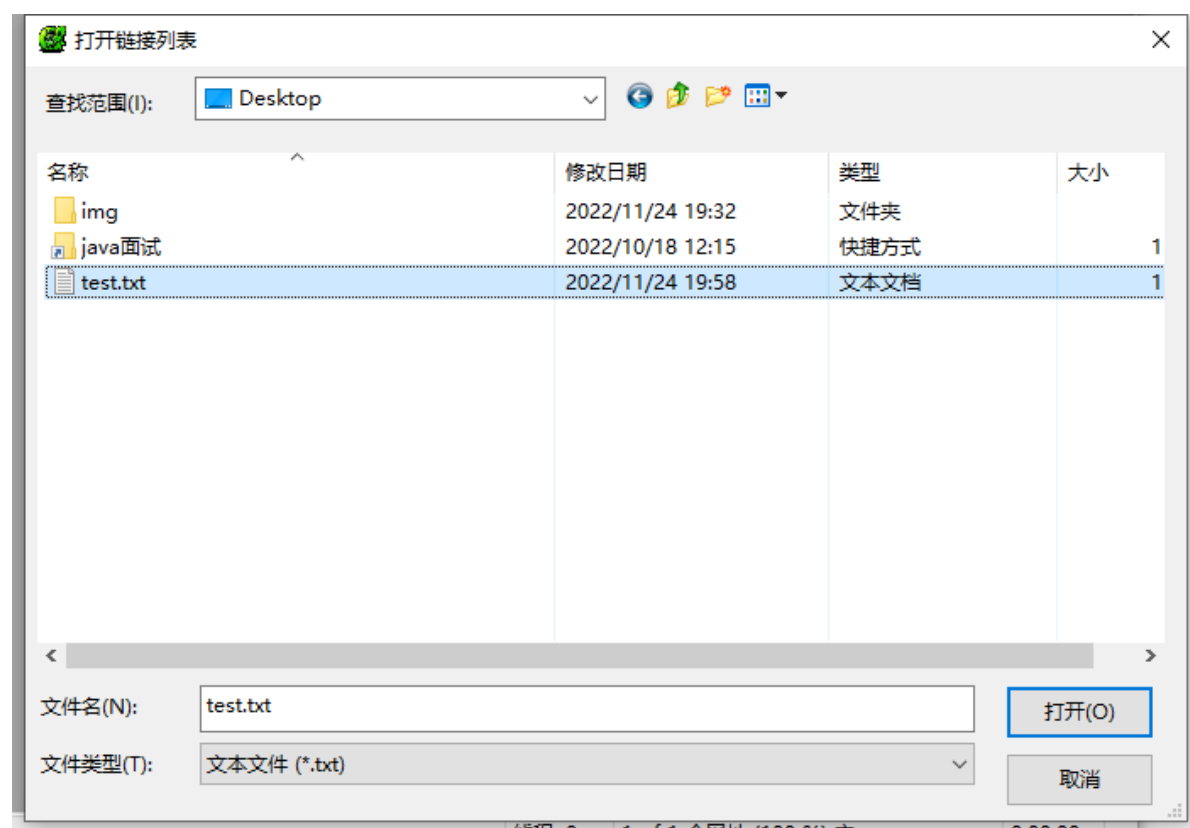 打开链接列表
查找范围(I): Desktop
名称 修改日期 类型 大小
img 2022/11/24 19:32 文件夹
java面试 2022/10/18 12:15 快捷方式 1
test.txt 2022/11/24 19:58 文本文档 1
文件名(N): test.txt 打开(O)
文件类型(T): 文本文件 (*.txt)
取消